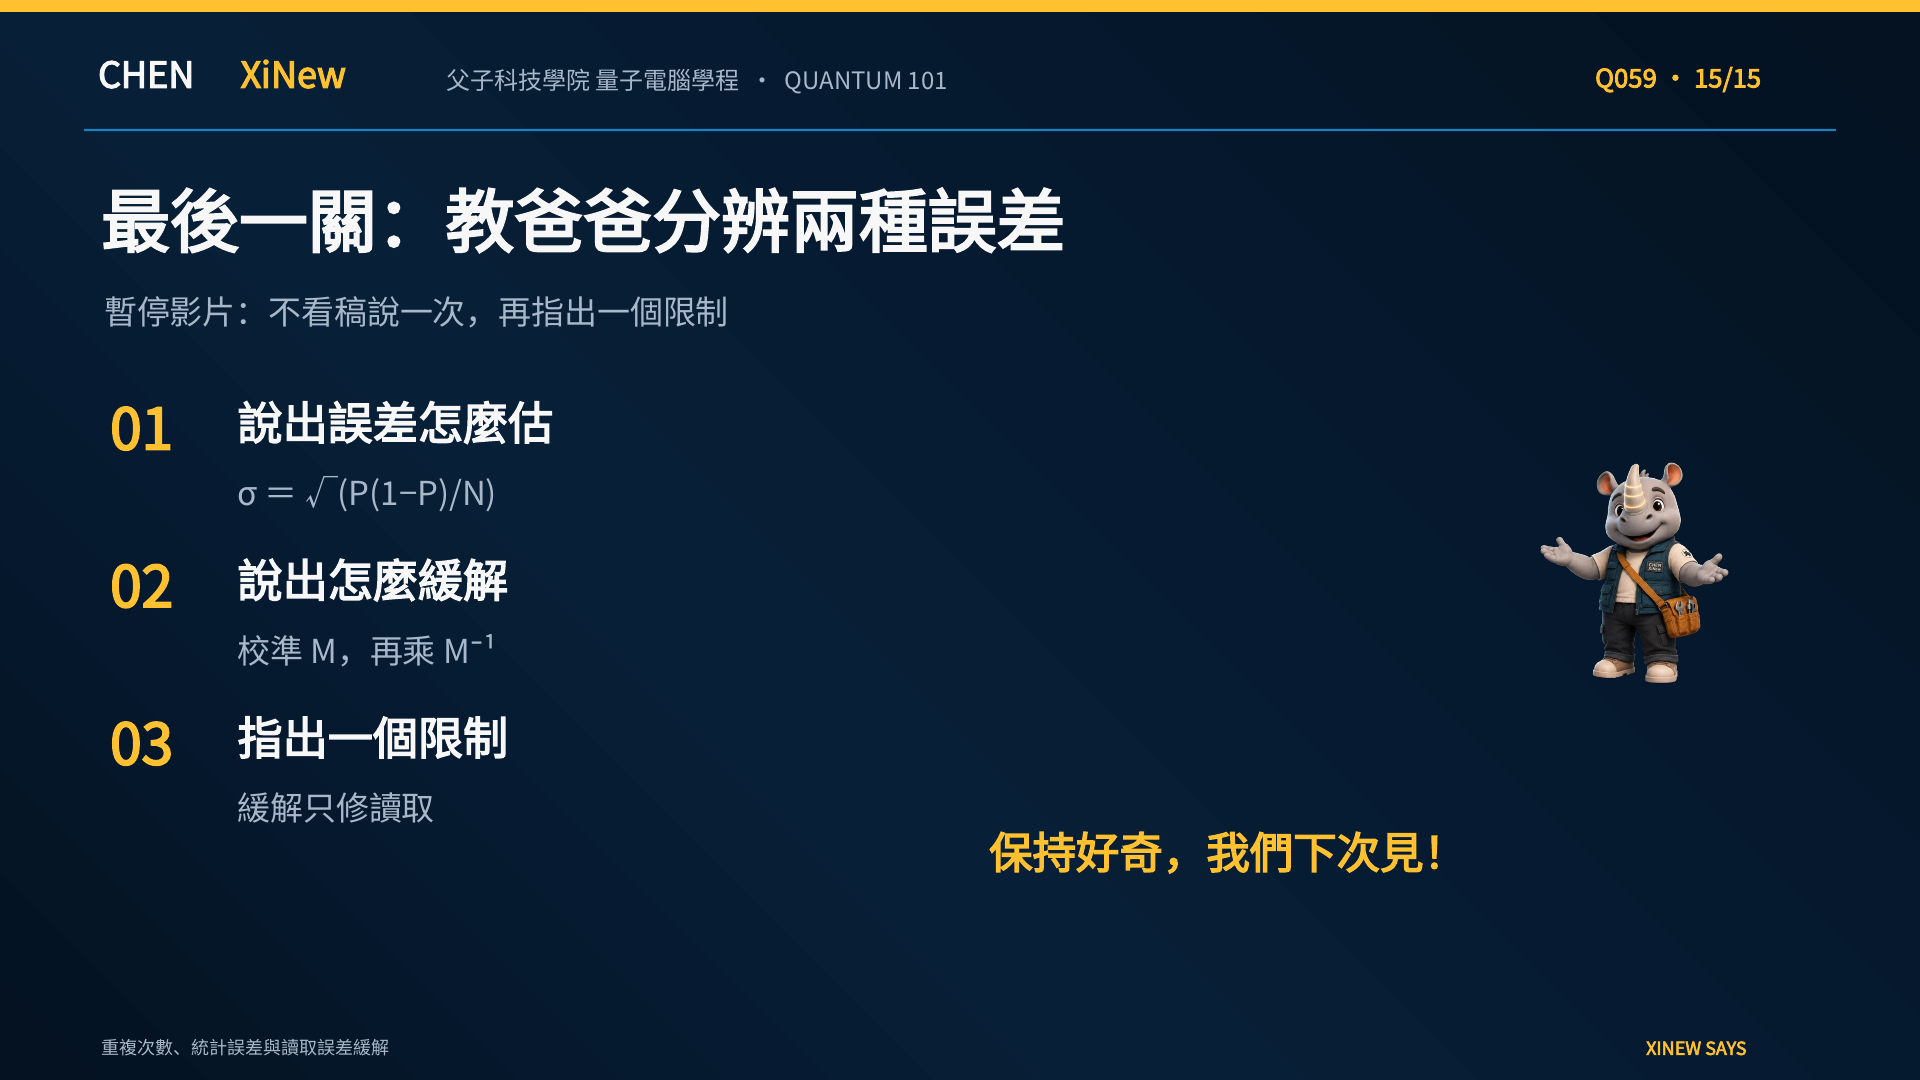 CHEN XiNew 父子科技學院 量子電腦學程 · QUANTUM 101 Q059 · 15/15
最後一關：教爸爸分辨兩種誤差
暫停影片：不看稿說一次，再指出一個限制
01 說出誤差怎麼估
σ＝√(P(1−P)/N)
02 說出怎麼緩解
校準 M，再乘 M⁻¹
03 指出一個限制
緩解只修讀取
保持好奇，我們下次見！
重複次數、統計誤差與讀取誤差緩解
XINEW SAYS